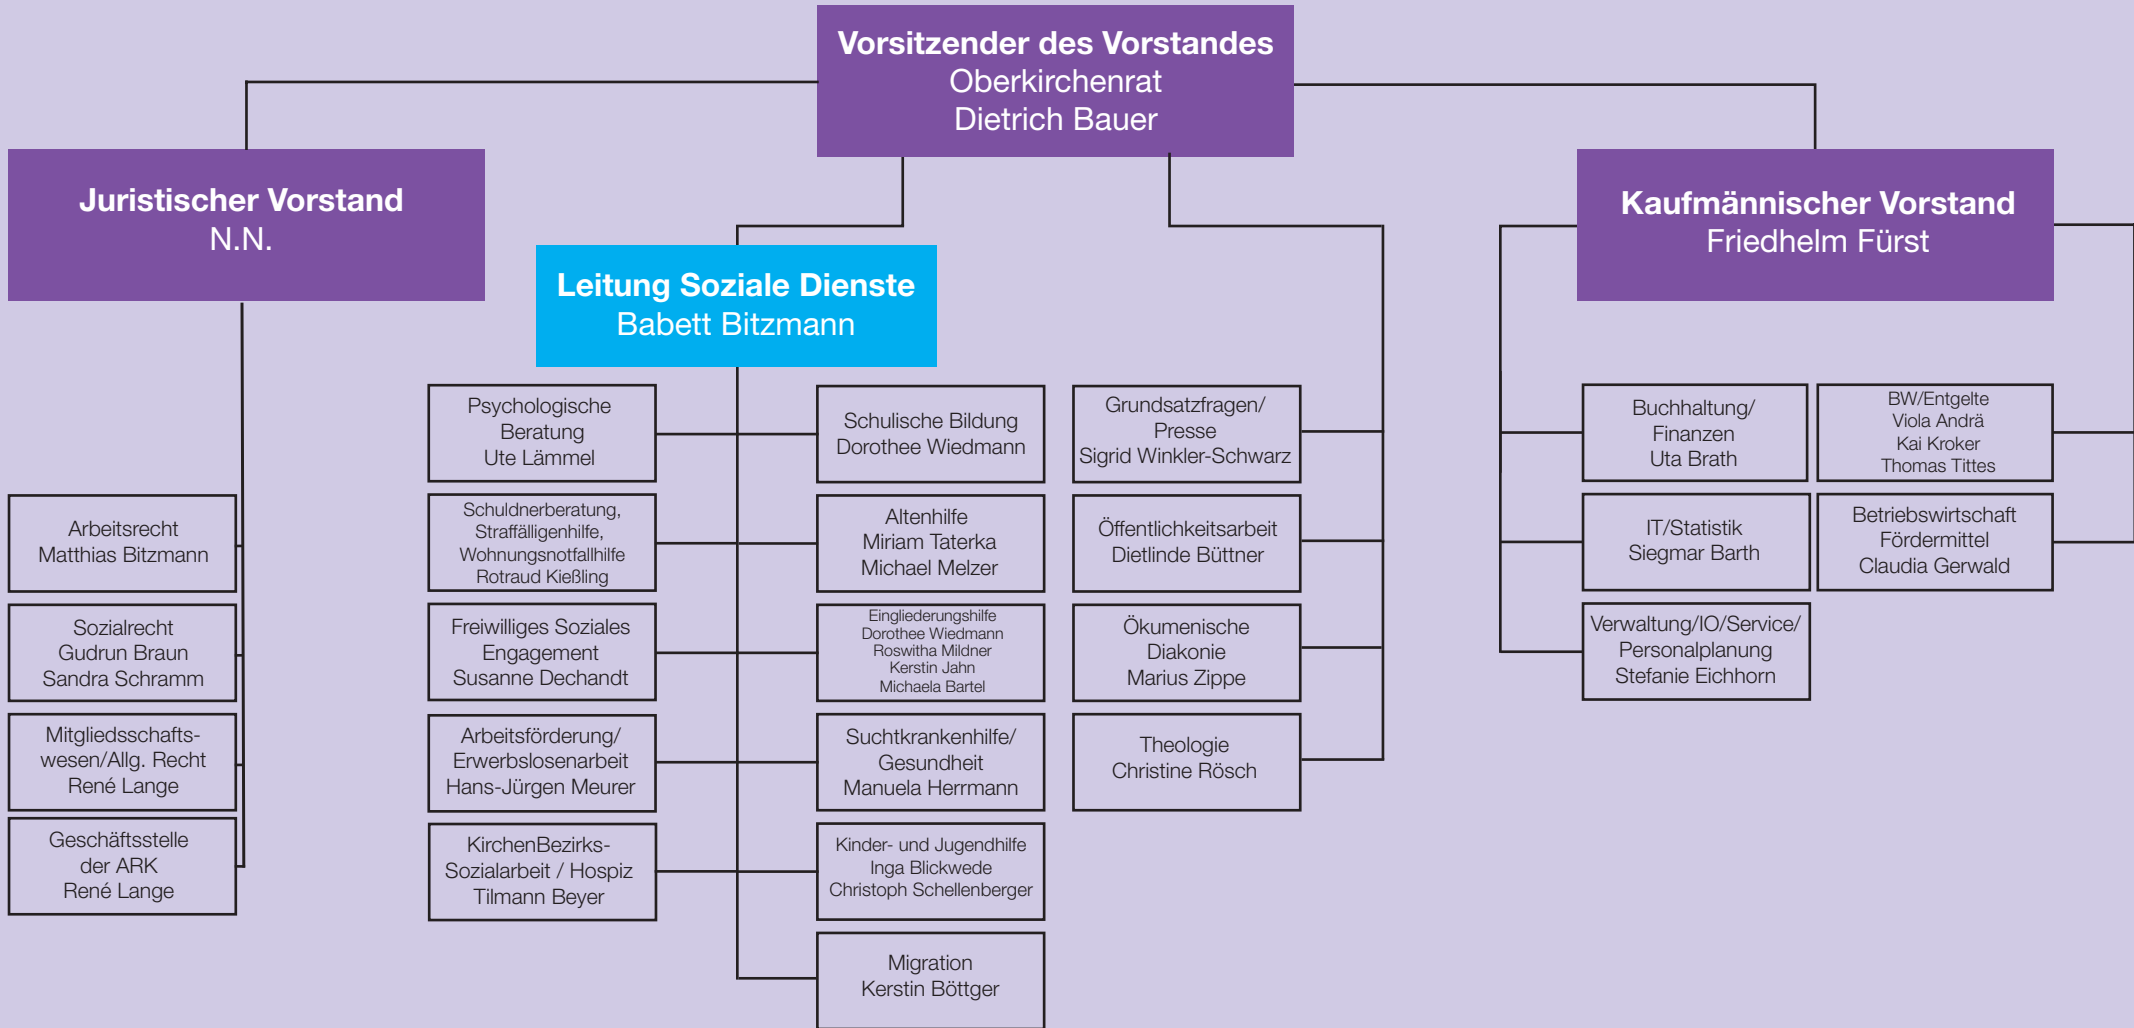 Vorsitzender des Vorstandes
Oberkirchenrat
Dietrich Bauer
Juristischer Vorstand
N.N.
Kaufmännischer Vorstand
Friedhelm Fürst
Leitung Soziale Dienste
Babett Bitzmann
Arbeitsrecht
Matthias Bitzmann
Sozialrecht
Gudrun Braun
Sandra Schramm
Mitgliedsschafts-
wesen/Allg. Recht
René Lange
Geschäftsstelle
der ARK
René Lange
Psychologische
Beratung
Ute Lämmel
Schuldnerberatung,
Straffälligenhilfe,
Wohnungsnotfallhilfe
Rotraud Kießling
Freiwilliges Soziales
Engagement
Susanne Dechandt
Arbeitsförderung/
Erwerbslosenarbeit
Hans-Jürgen Meurer
KirchenBezirks-
Sozialarbeit / Hospiz
Tilmann Beyer
Schulische Bildung
Dorothee Wiedmann
Altenhilfe
Miriam Taterka
Michael Melzer
Eingliederungshilfe
Dorothee Wiedmann
Roswitha Mildner
Kerstin Jahn
Michaela Bartel
Suchtkrankenhilfe/
Gesundheit
Manuela Herrmann
Kinder- und Jugendhilfe
Inga Blickwede
Christoph Schellenberger
Migration
Kerstin Böttger
Grundsatzfragen/
Presse
Sigrid Winkler-Schwarz
Öffentlichkeitsarbeit
Dietlinde Büttner
Ökumenische
Diakonie
Marius Zippe
Theologie
Christine Rösch
Buchhaltung/
Finanzen
Uta Brath
IT/Statistik
Siegmar Barth
Verwaltung/IO/Service/
Personalplanung
Stefanie Eichhorn
BW/Entgelte
Viola Andrä
Kai Kroker
Thomas Tittes
Betriebswirtschaft
Fördermittel
Claudia Gerwald